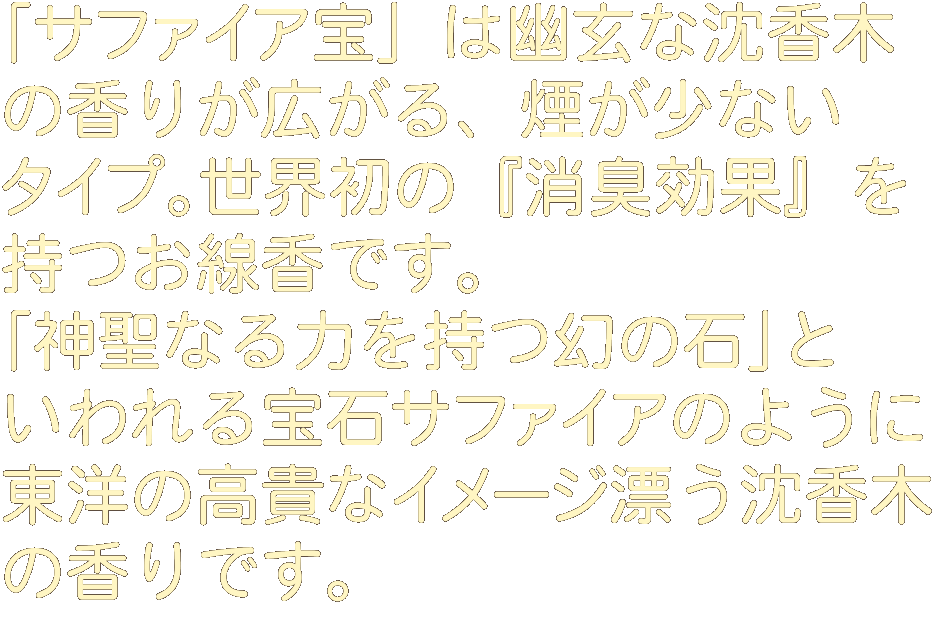 「サファイア宝」は幽玄な沈香木
の香りが広がる、煙が少ない
タイプ。世界初の『消臭効果』を
持つお線香です。
「神聖なる力を持つ幻の石」と
いわれる宝石サファイアのように
東洋の高貴なイメージ漂う沈香木
の香りです。